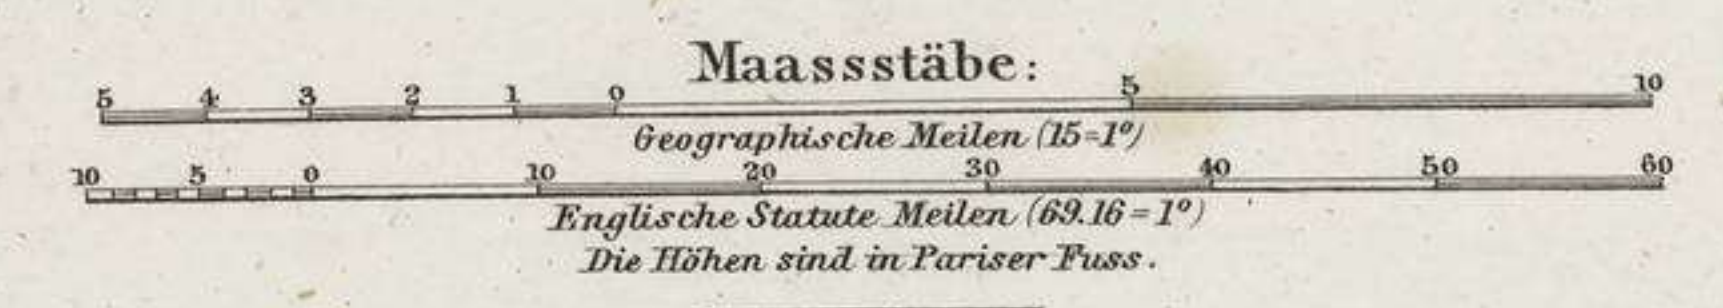 Maassstäbe:
5 4 3 2 1 0 5 10
Geographische Meilen (15=1°)
10 5 0 10 20 30 40 50 60
Englische Statute Meilen (69.16=1°)
Die Höhen sind in Pariser Fuss.